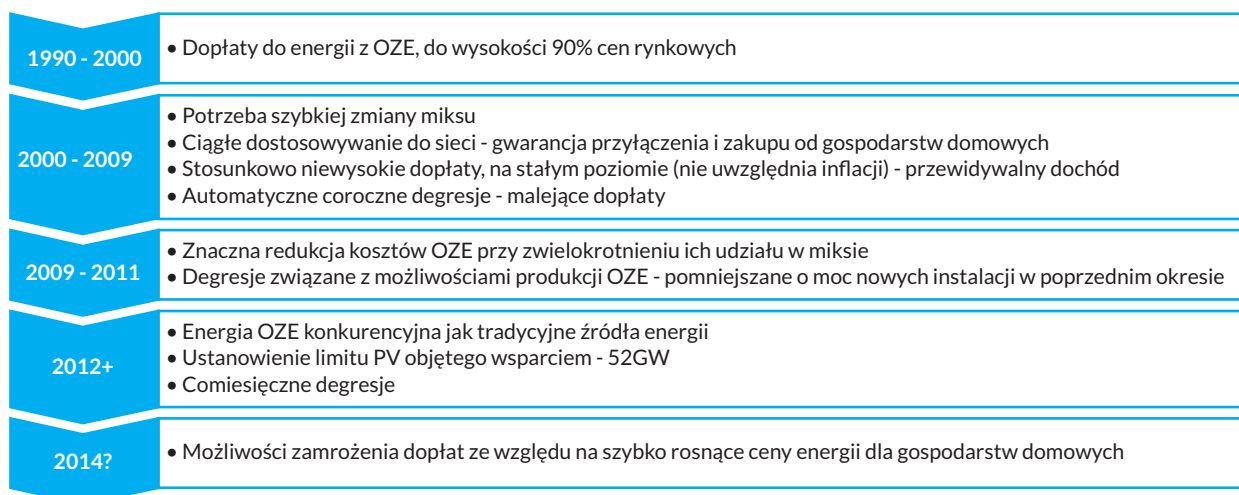 1990 - 2000
• Dopłaty do energii z OZE, do wysokości 90% cen rynkowych
2000 - 2009
• Potrzeba szybkiej zmiany miksu
• Ciągłe dostosowywanie do sieci - gwarancja przyłączenia i zakupu od gospodarstw domowych
• Stosunkowo niewysokie dopłaty, na stałym poziomie (nie uwzględnia inflacji) - przewidywalny dochód
• Automatyczne coroczne degresje - malejące dopłaty
2009 - 2011
• Znaczna redukcja kosztów OZE przy zwielokrotnieniu ich udziału w miksie
• Degresje związane z możliwościami produkcji OZE - pomniejszane o moc nowych instalacji w poprzednim okresie
2012+
• Energia OZE konkurencyjna jak tradycyjne źródła energii
• Ustanowienie limitu PV objętego wsparciem - 52GW
• Comiesięczne degresje
2014?
• Możliwości zamrożenia dopłat ze względu na szybko rosnące ceny energii dla gospodarstw domowych